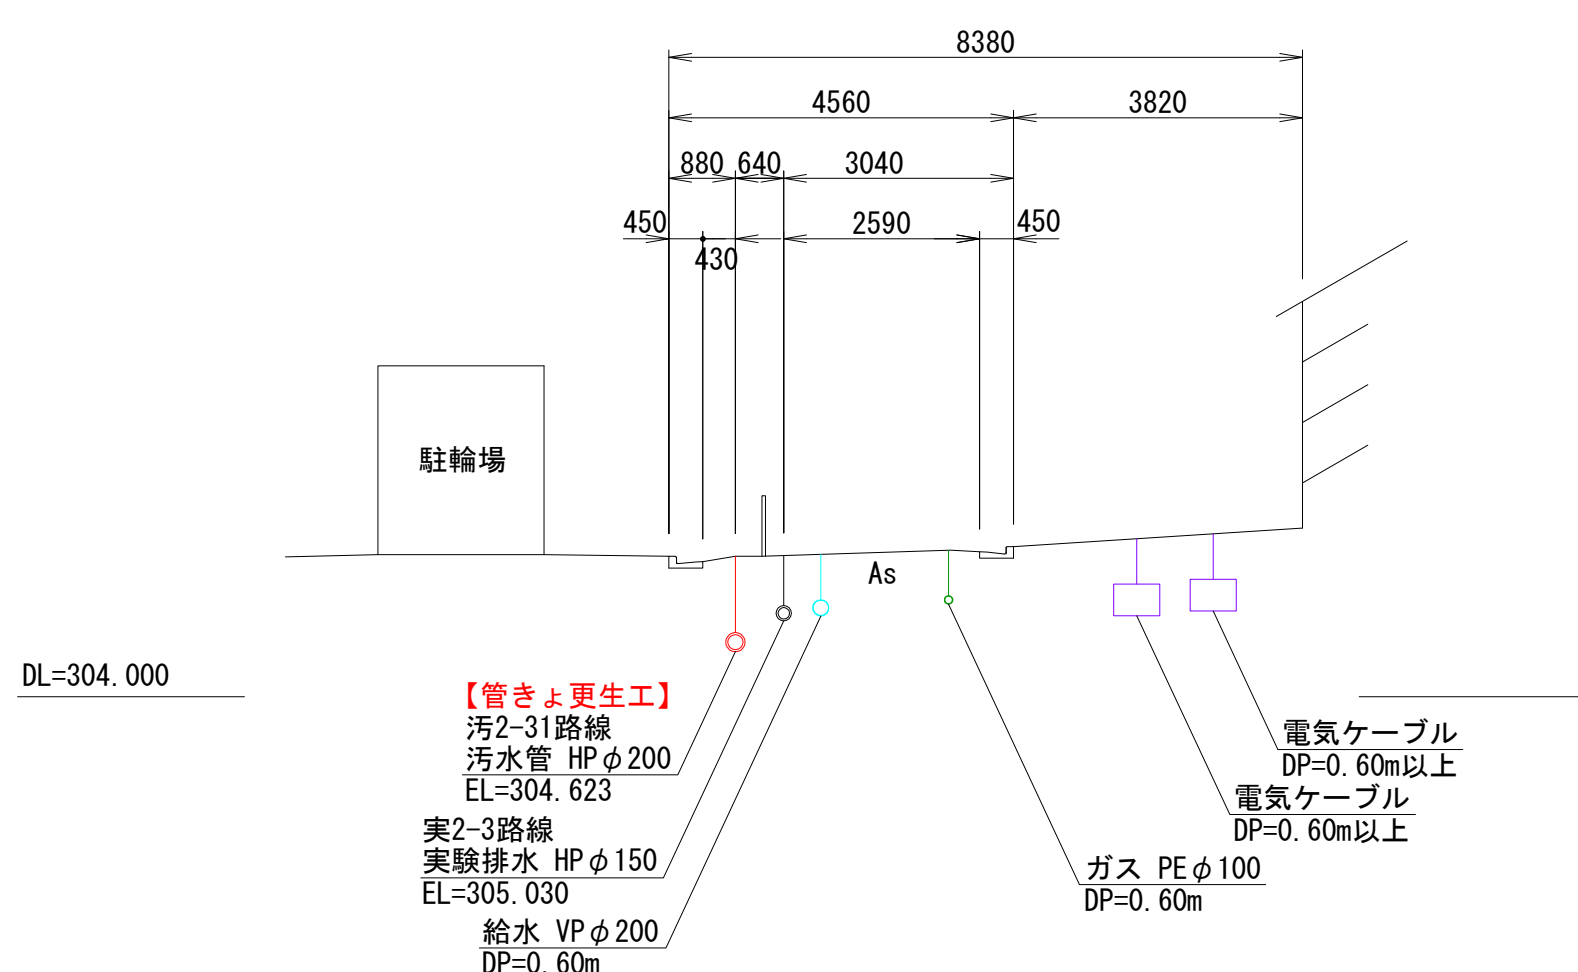 8380
4560
3820
880
640
3040
450
2590
450
430
駐輪場
As
DL=304.000
【管きょ更生工】
汚2-31路線
汚水管 HPφ200
EL=304.623
実2-3路線
実験排水 HPφ150
EL=305.030
給水 VPφ200
DP=0.60m
ガス PEφ100
DP=0.60m
電気ケーブル
DP=0.60m以上
電気ケーブル
DP=0.60m以上